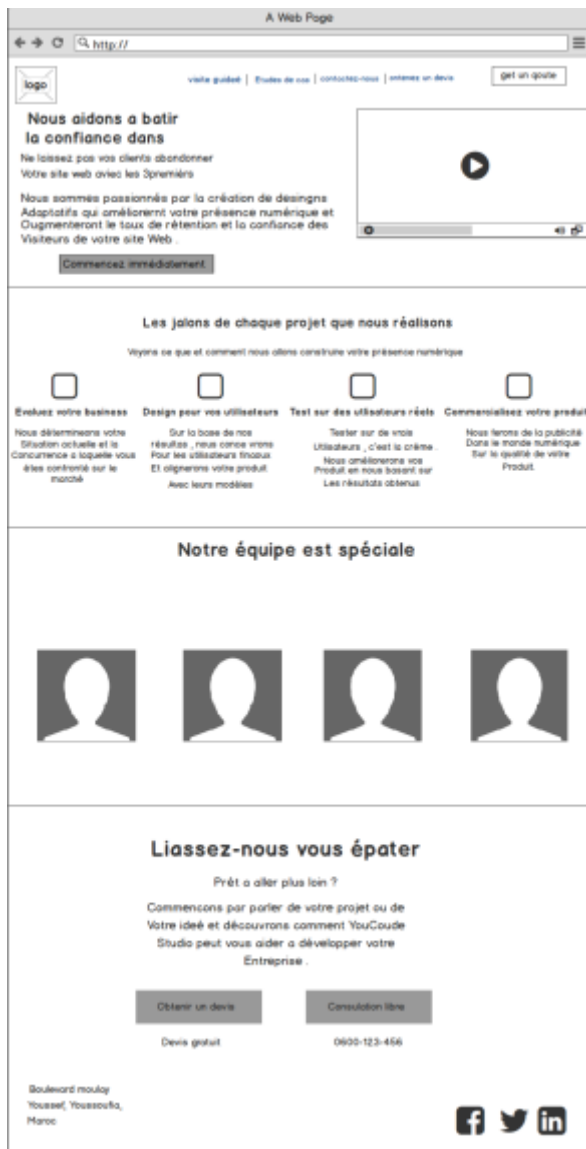 A Web Page
http://
logo
visite guideé | Etudes de cas | contactez-nous | obtenez un devis
get un qoute
Nous aidons a batir
la confiance dans
Ne laissez pas vos clients abandonner
Votre site web aviec les 3premiérs
Nous sommes passionnés par la création de désingns
Adaptatifs qui améliorernt votre présence numérique et
Ougmenteront le taux de rétention et la confiance des
Visiteurs de votre site Web .
Commencez immédiatement
Les jalons de chaque projet que nous réalisons
Voyons ce que et comment nous allons construire votre présence numérique
Evaluez votre business
Nous détermineons votre
Situation actuelle et la
Concurrence a laquelle vous
êtes confronté sur le
marché
Design pour vos utilisateurs
Sur la base de nos
résultas , nous conce vrons
Pour les utilisateurs finaux
Et alignerons votre produit
Avec leurs modèles
Test sur des utlisateurs réels
Tester sur de vrais
Utilisateurs , c'est la crème .
Nous améliorerons vos
Produit en nous basant sur
Les résultats obtenus
Commercialisez votre produit
Nous ferons de la publicité
Dans le monde numérique
Sur la qualité de votre
Produit.
Notre équipe est spéciale
Liassez-nous vous épater
Prêt a aller plus loin ?
Commencons par parler de votre projet ou de
Votre ideé et découvrons comment YouCoude
Studio peut vous aider a développer votre
Entreprise .
Obtenir un devis
Consulation libre
Devis gratuit
0600-123-456
Boulevard moulay
Youssef, Youssoufia,
Maroc